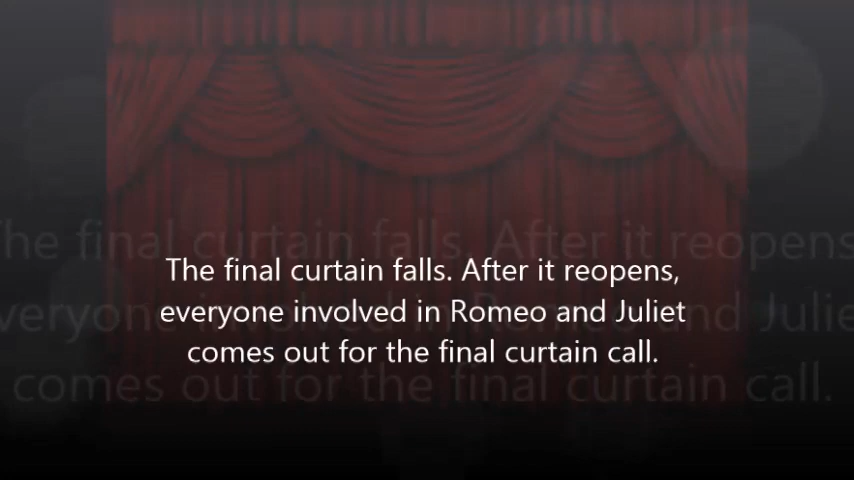 The final curtain falls. After it reopens,
everyone involved in Romeo and Juliet
comes out for the final curtain call.